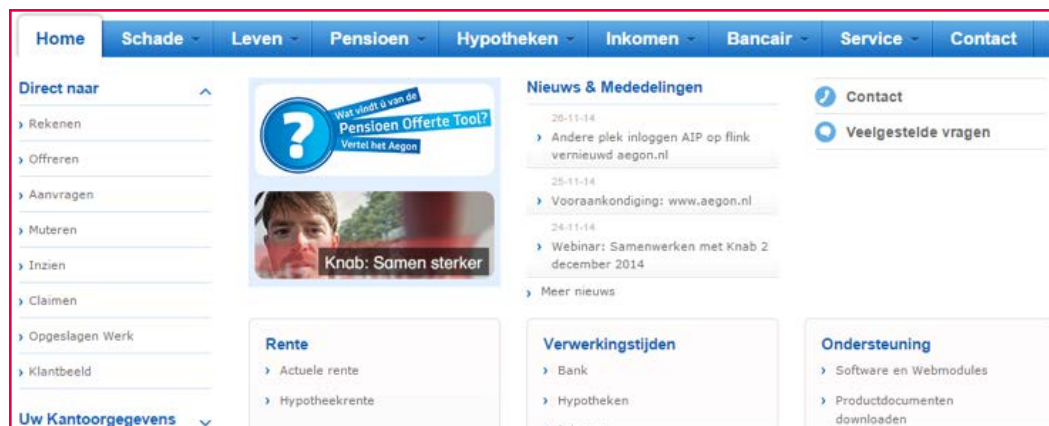 Home Schade Leven Pensioen Hypotheken Inkomen Bancair Service Contact
Direct naar
Rekenen
Offreren
Aanvragen
Muteren
Inzien
Claimen
Opgeslagen Werk
Klantbeeld
Uw Kantoorgegevens
?
Wat vindt ú van de
Pensioen Offerte Tool?
Vertel het Aegon
Knab: Samen sterker
Nieuws & Mededelingen
26-11-14
Andere plek inloggen AIP op flink
vernieuwd aegon.nl
25-11-14
Vooraankondiging: www.aegon.nl
24-11-14
Webinar: Samenwerken met Knab 2
december 2014
Meer nieuws
Contact
Veelgestelde vragen
Rente
Actuele rente
Hypotheekrente
Verwerkingstijden
Bank
Hypotheken
Ondersteuning
Software en Webmodules
Productdocumenten
downloaden